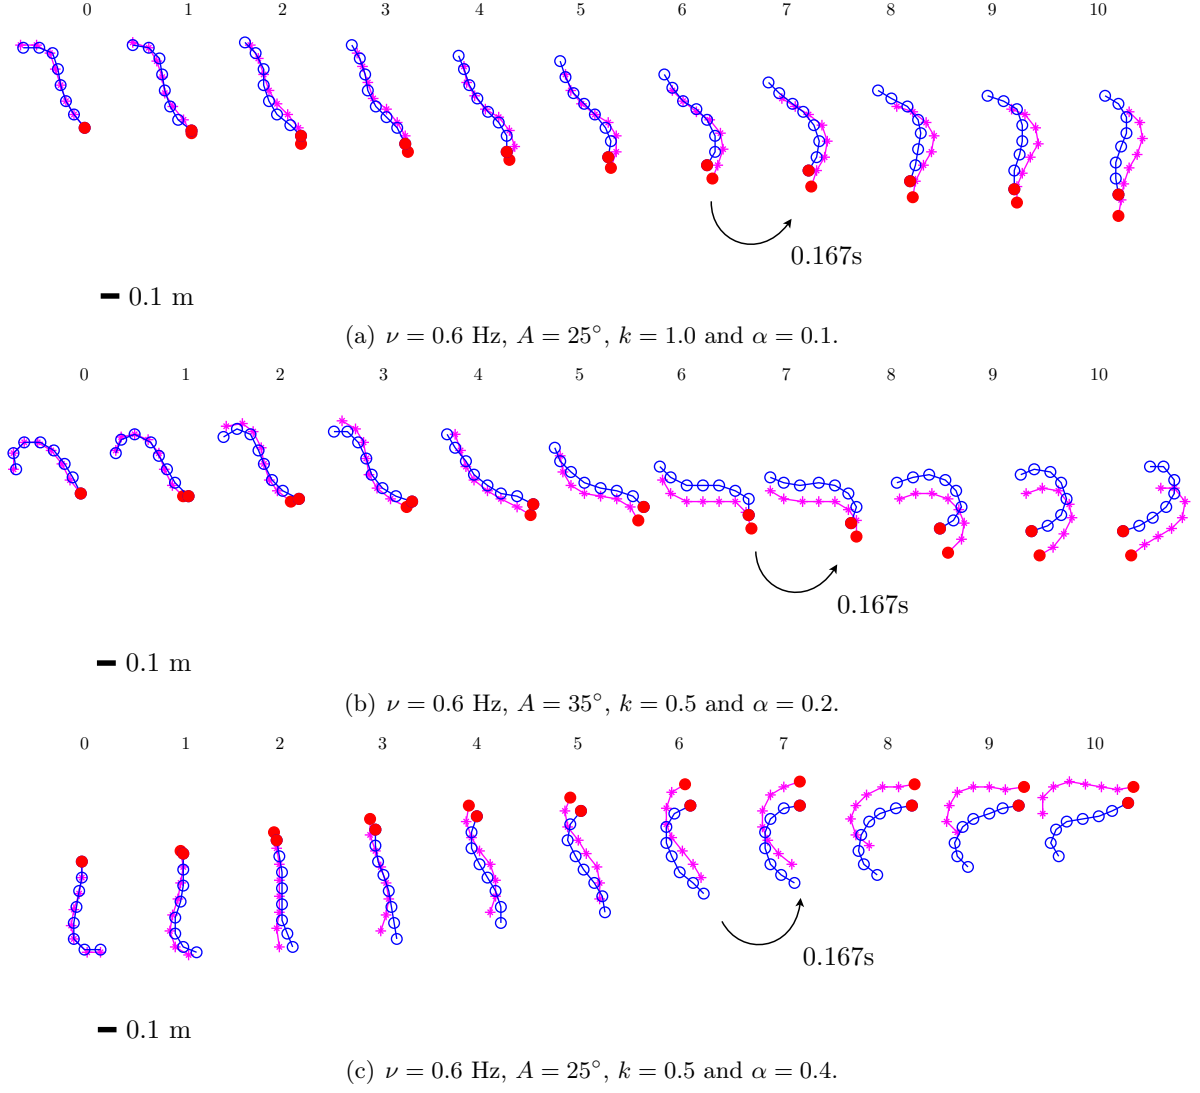 0 1 2 3 4 5 6 7 8 9 10
0.167s
0.1 m
(a) ν = 0.6 Hz, A = 25°, k = 1.0 and α = 0.1.
0 1 2 3 4 5 6 7 8 9 10
0.167s
0.1 m
(b) ν = 0.6 Hz, A = 35°, k = 0.5 and α = 0.2.
0 1 2 3 4 5 6 7 8 9 10
0.167s
0.1 m
(c) ν = 0.6 Hz, A = 25°, k = 0.5 and α = 0.4.